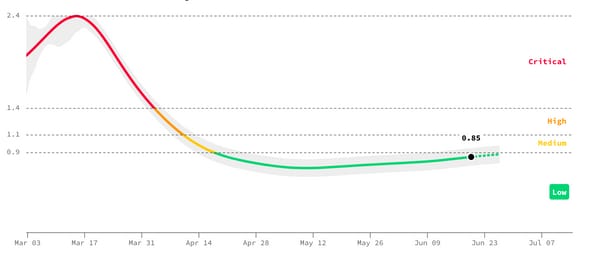 2.4
Critical
1.4
High
1.1
0.85
Medium
0.9
Low
Mar 03 Mar 17 Mar 31 Apr 14 Apr 28 May 12 May 26 Jun 09 Jun 23 Jul 07